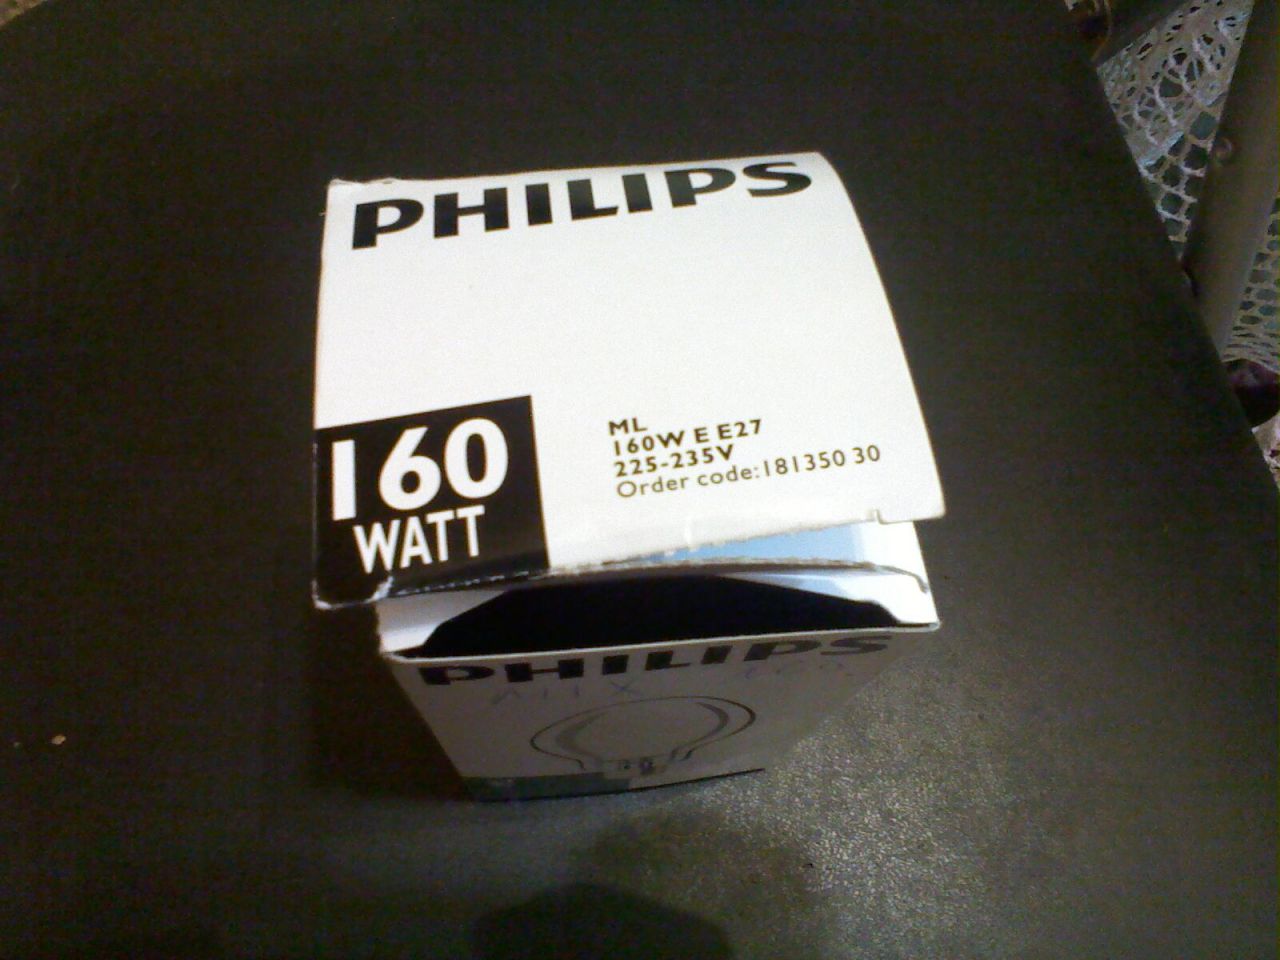 PHILIPS
160
WATT
ML
160W E E27
225-235V
Order code:181350 30
PHILIPS